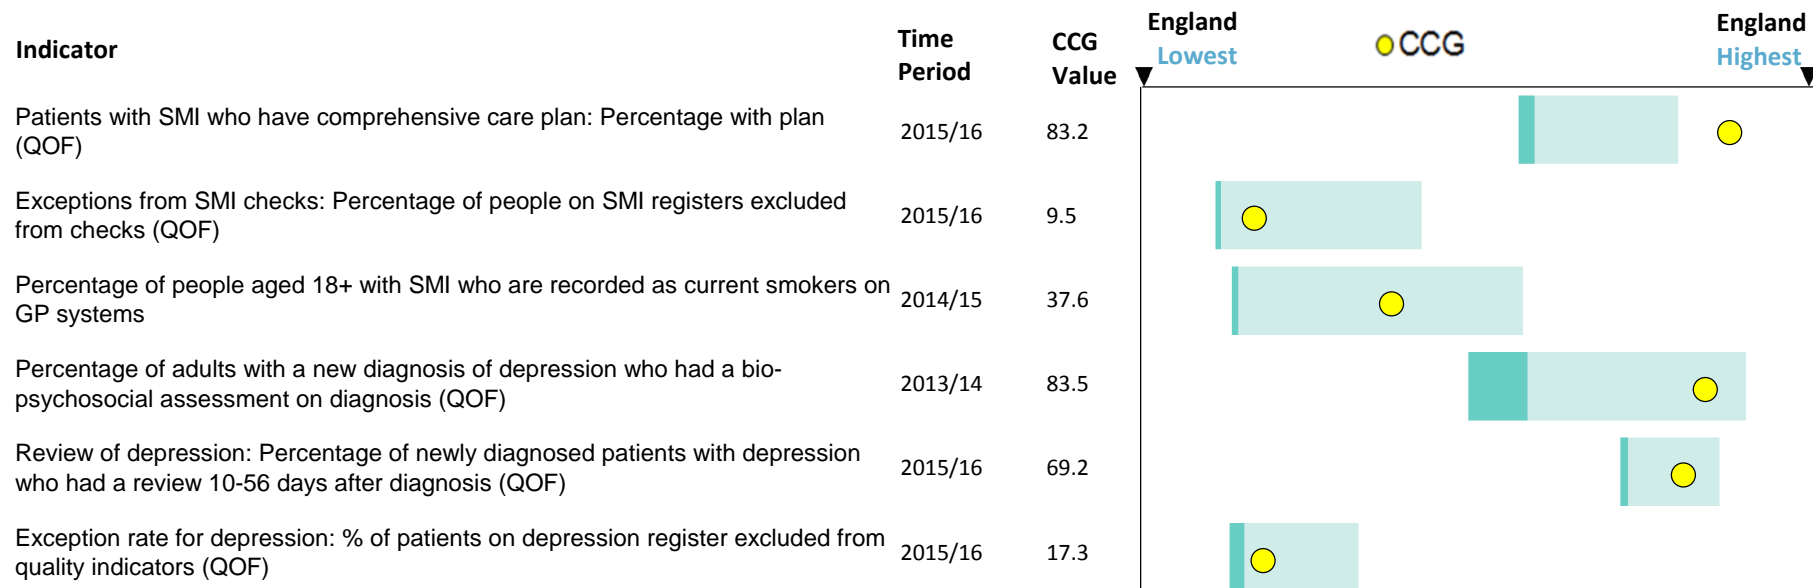 Indicator
Time Period
CCG Value
England Lowest
CCG
England Highest
Patients with SMI who have comprehensive care plan: Percentage with plan
(QOF)
2015/16
83.2
Exceptions from SMI checks: Percentage of people on SMI registers excluded
from checks (QOF)
2015/16
9.5
Percentage of people aged 18+ with SMI who are recorded as current smokers on
GP systems
2014/15
37.6
Percentage of adults with a new diagnosis of depression who had a bio-
psychosocial assessment on diagnosis (QOF)
2013/14
83.5
Review of depression: Percentage of newly diagnosed patients with depression
who had a review 10-56 days after diagnosis (QOF)
2015/16
69.2
Exception rate for depression: % of patients on depression register excluded from
quality indicators (QOF)
2015/16
17.3